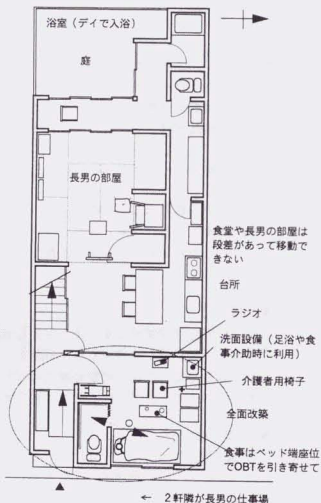 浴室(デイで入浴)
庭
長男の部屋
食堂や長男の部屋は
段差があって移動で
きない
台所
ラジオ
洗面設備(足浴や食
事介助時に利用)
介護者用椅子
全面改築
食事はベッド端座位
でOBTを引き寄せて
← 2軒隣が長男の仕事場